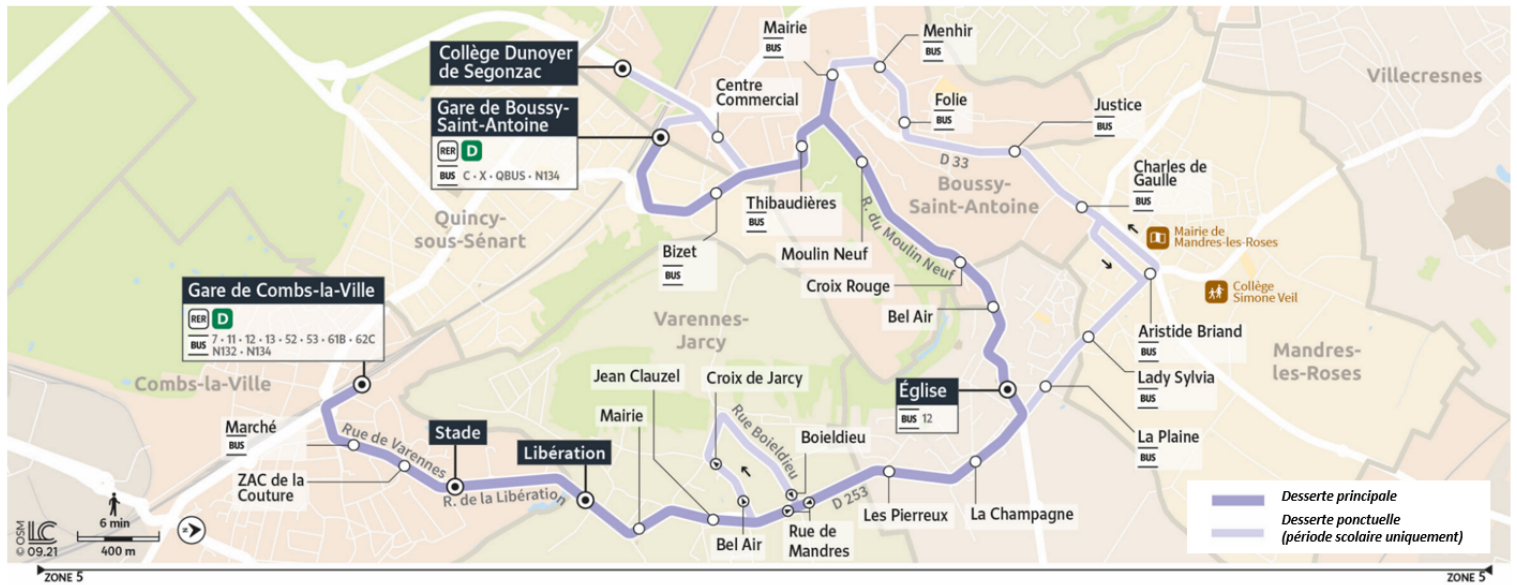 Collège Dunoyer
de Segonzac
Gare de Boussy-
Saint-Antoine
RER D
BUS C · X · QBUS · N134
Mairie
BUS
Menhir
BUS
Centre
Commercial
Folie
BUS
Justice
BUS
Villecresnes
D 33
Charles de
Gaulle
BUS
Boussy-
Saint-Antoine
Thibaudières
BUS
Quincy-
sous-Sénart
R. du Moulin Neuf
Mairie de
Mandres-les-Roses
Bizet
BUS
Moulin Neuf
Croix Rouge
Collège
Simone Veil
Gare de Combs-la-Ville
RER D
BUS 7 · 11 · 12 · 13 · 52 · 53 · 61B · 62C
N132 · N134
Varennes-
Jarcy
Bel Air
Aristide Briand
BUS
Mandres-
les-Roses
Combs-la-Ville
Jean Clauzel
Croix de Jarcy
Église
BUS 12
Lady Sylvia
BUS
Mairie
Rue Boieldieu
Boieldieu
Marché
BUS
Rue de Varennes
Stade
Libération
La Plaine
BUS
ZAC de la
Couture
R. de la Libération
D 253
Les Pierreux
La Champagne
Bel Air
Rue de
Mandres
Desserte principale
Desserte ponctuelle
(période scolaire uniquement)
© OSM
LC
09.21
6 min
400 m
N
ZONE 5
ZONE 5